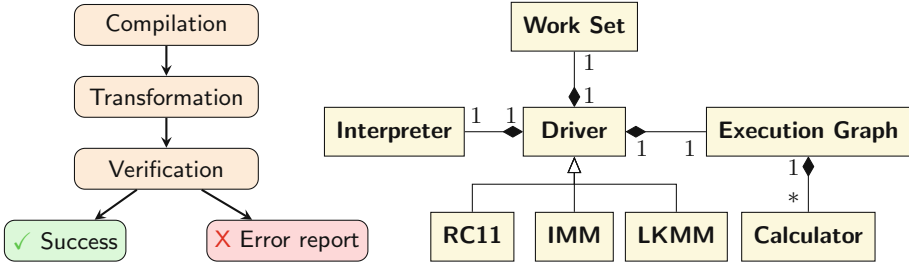 Compilation
Transformation
Verification
✓ Success
X Error report
Work Set
1
1
Interpreter
1
1
Driver
1
1
Execution Graph
1
*
RC11
IMM
LKMM
Calculator